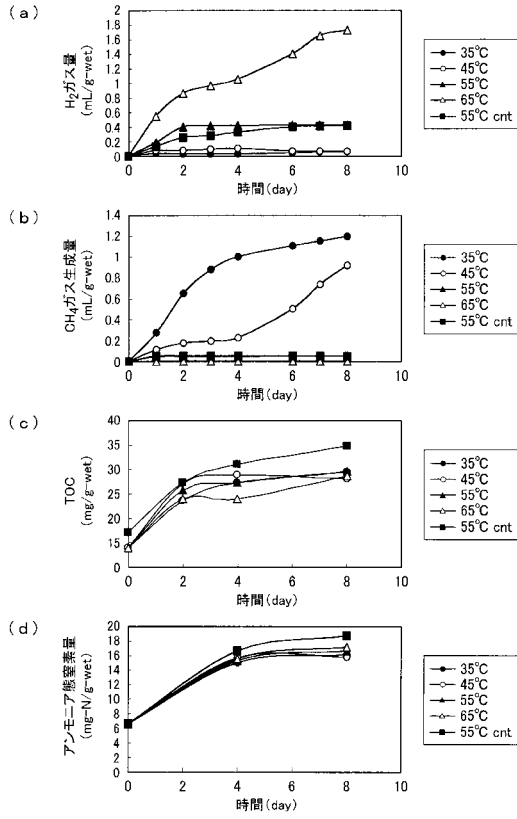 (a)
H₂ガス量
(mL/g-wet)
2
1.8
1.6
1.4
1.2
1
0.8
0.6
0.4
0.2
0
0 2 4 6 8 10
時間(day)
35℃
45℃
55℃
65℃
55℃ cnt
(b)
CH₄ガス生成量
(mL/g-wet)
1.4
1.2
1
0.8
0.6
0.4
0.2
0
0 2 4 6 8 10
時間(day)
35℃
45℃
55℃
65℃
55℃ cnt
(c)
TOC
(mg/g-wet)
40
35
30
25
20
15
10
5
0
0 2 4 6 8 10
時間(day)
35℃
45℃
55℃
65℃
55℃ cnt
(d)
アンモニア態窒素量
(mg-N/g-wet)
20
18
16
14
12
10
8
6
4
2
0
0 2 4 6 8 10
時間(day)
35℃
45℃
55℃
65℃
55℃ cnt